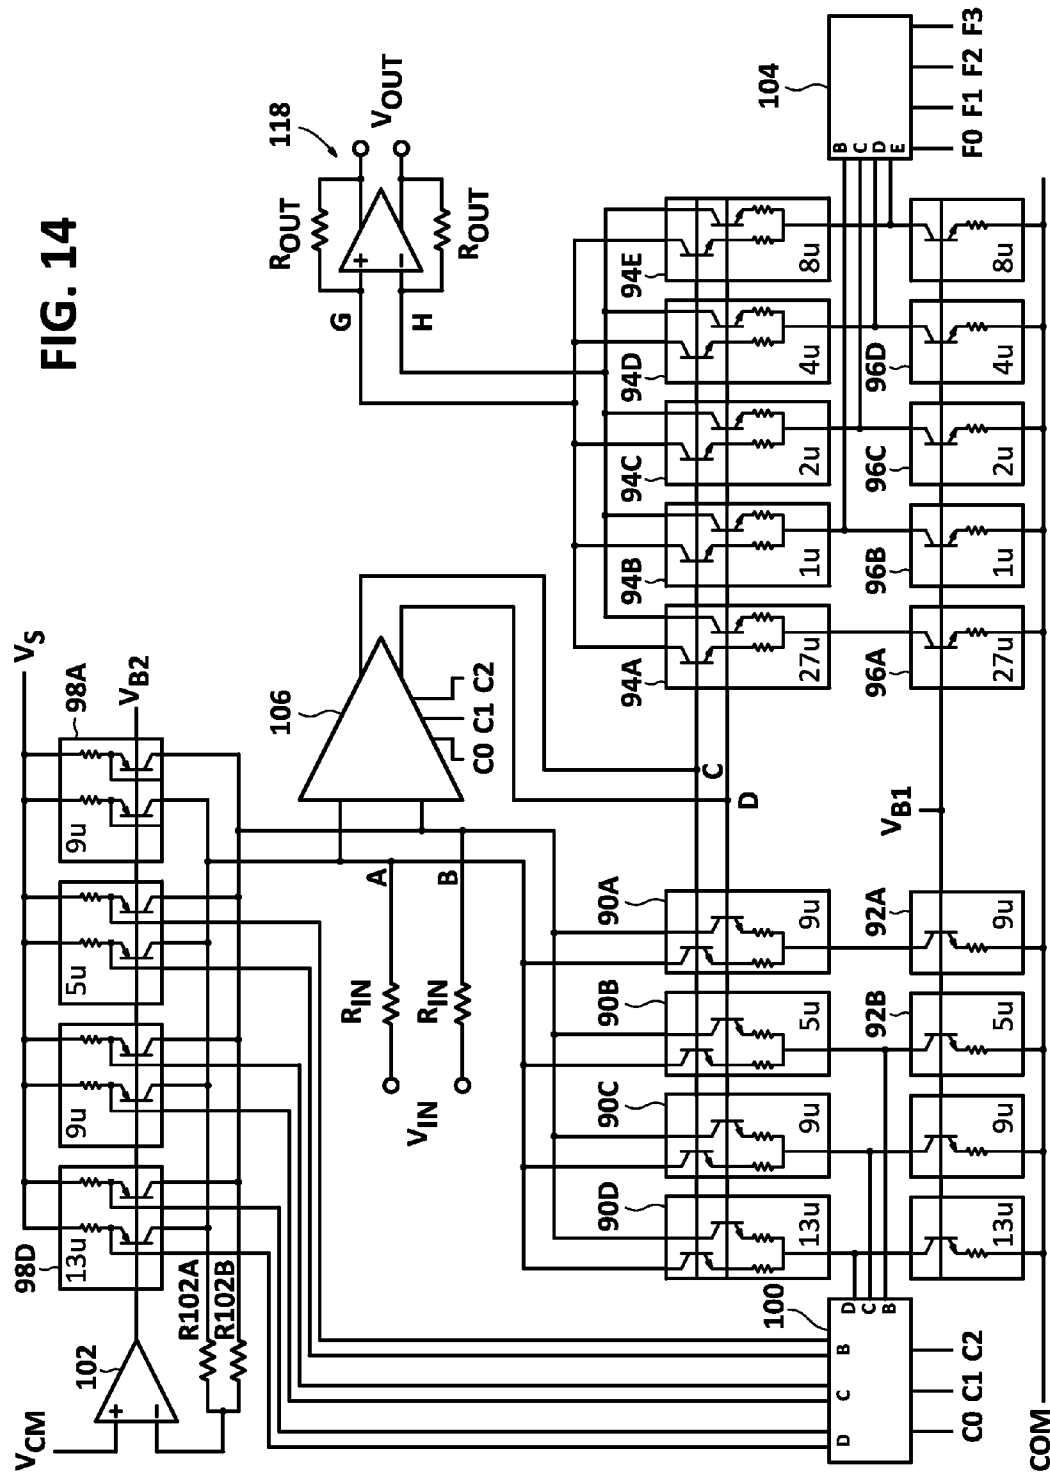 FIG. 14
VS
98A
VB2
9u
5u
9u
13u
98D
R102A
R102B
102
VCM
+
−
106
C0 C1 C2
A
B
RIN
RIN
VIN
118
VOUT
ROUT
ROUT
+
−
G
H
C
D
VB1
90A
90B
90C
90D
9u
5u
9u
13u
92A
92B
9u
5u
9u
13u
94A
94B
94C
94D
94E
27u
1u
2u
4u
8u
96A
96B
96C
96D
27u
1u
2u
4u
8u
100
D
C
B
D
C
B
C0 C1 C2
COM
104
B
C
D
E
F0 F1 F2 F3